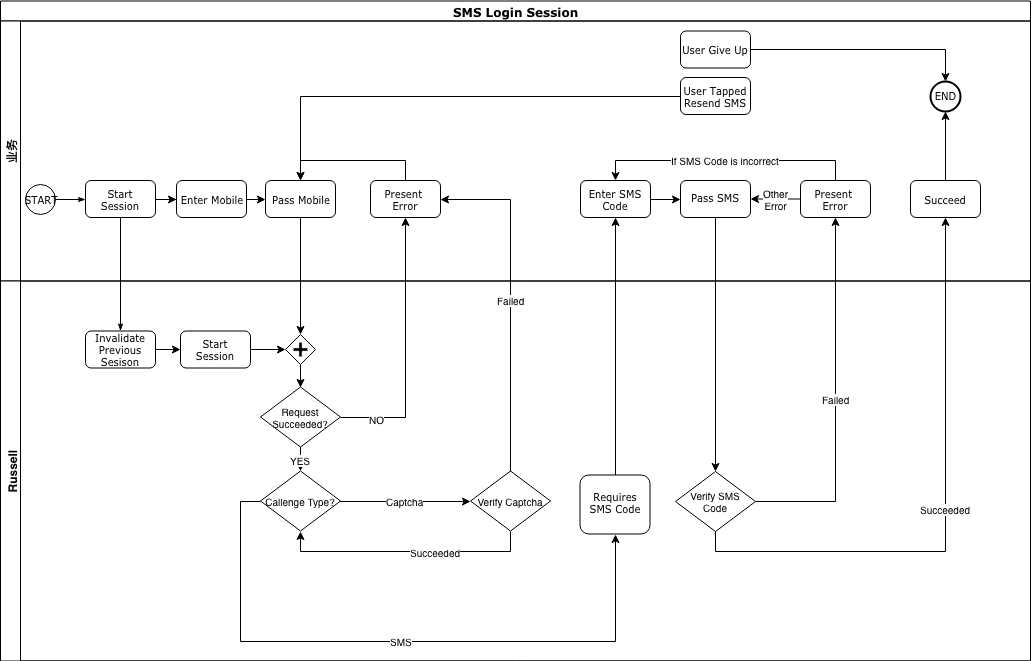 SMS Login Session
业务
User Give Up
User Tapped
Resend SMS
END
If SMS Code is incorrect
START
Start
Session
Enter Mobile
Pass Mobile
Present
Error
Enter SMS
Code
Pass SMS
Other
Error
Present
Error
Succeed
Russell
Failed
Invalidate
Previous
Sesison
Start
Session
Request
Succeeded?
NO
Failed
YES
Callenge Type?
Captcha
Verify Captcha
Requires
SMS Code
Verify SMS
Code
Succeeded
Succeeded
SMS